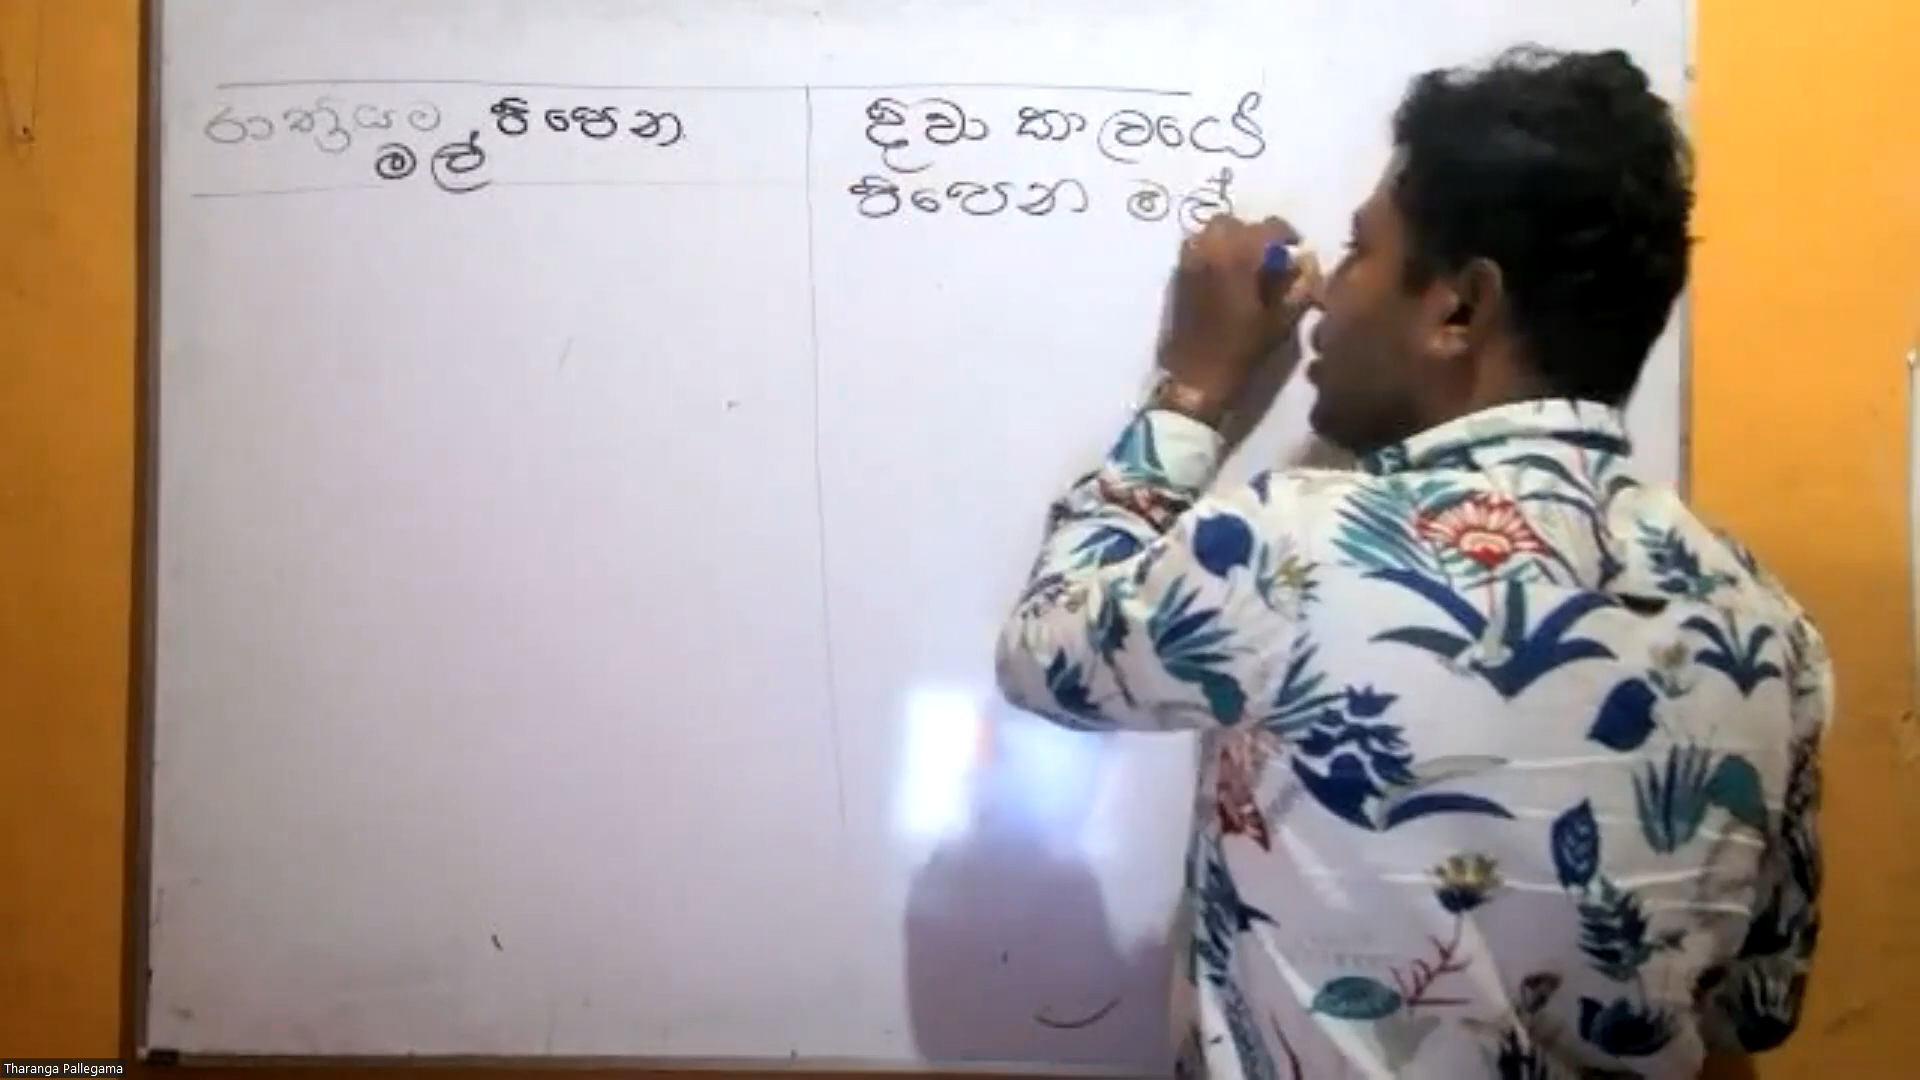 රාත්‍රියට පිපෙන
මල්
දිවා කාලයේ
පිපෙන මල්
Tharanga Pallegama